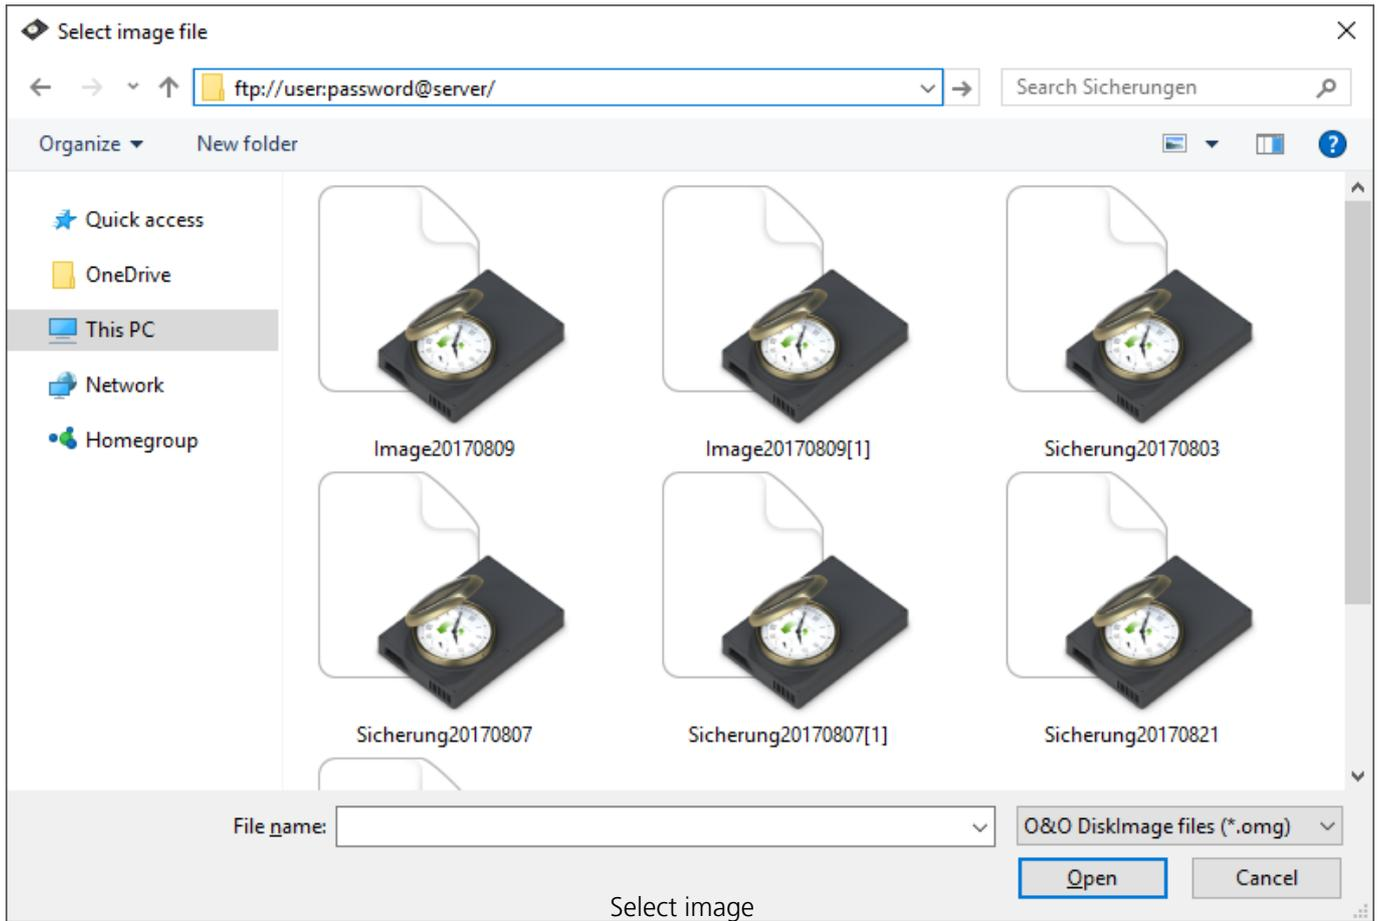 Select image file
ftp://user:password@server/
Search Sicherungen
Organize
New folder
Quick access
OneDrive
This PC
Network
Homegroup
Image20170809
Image20170809[1]
Sicherung20170803
Sicherung20170807
Sicherung20170807[1]
Sicherung20170821
File name:
O&O DiskImage files (*.omg)
Open
Cancel
Select image